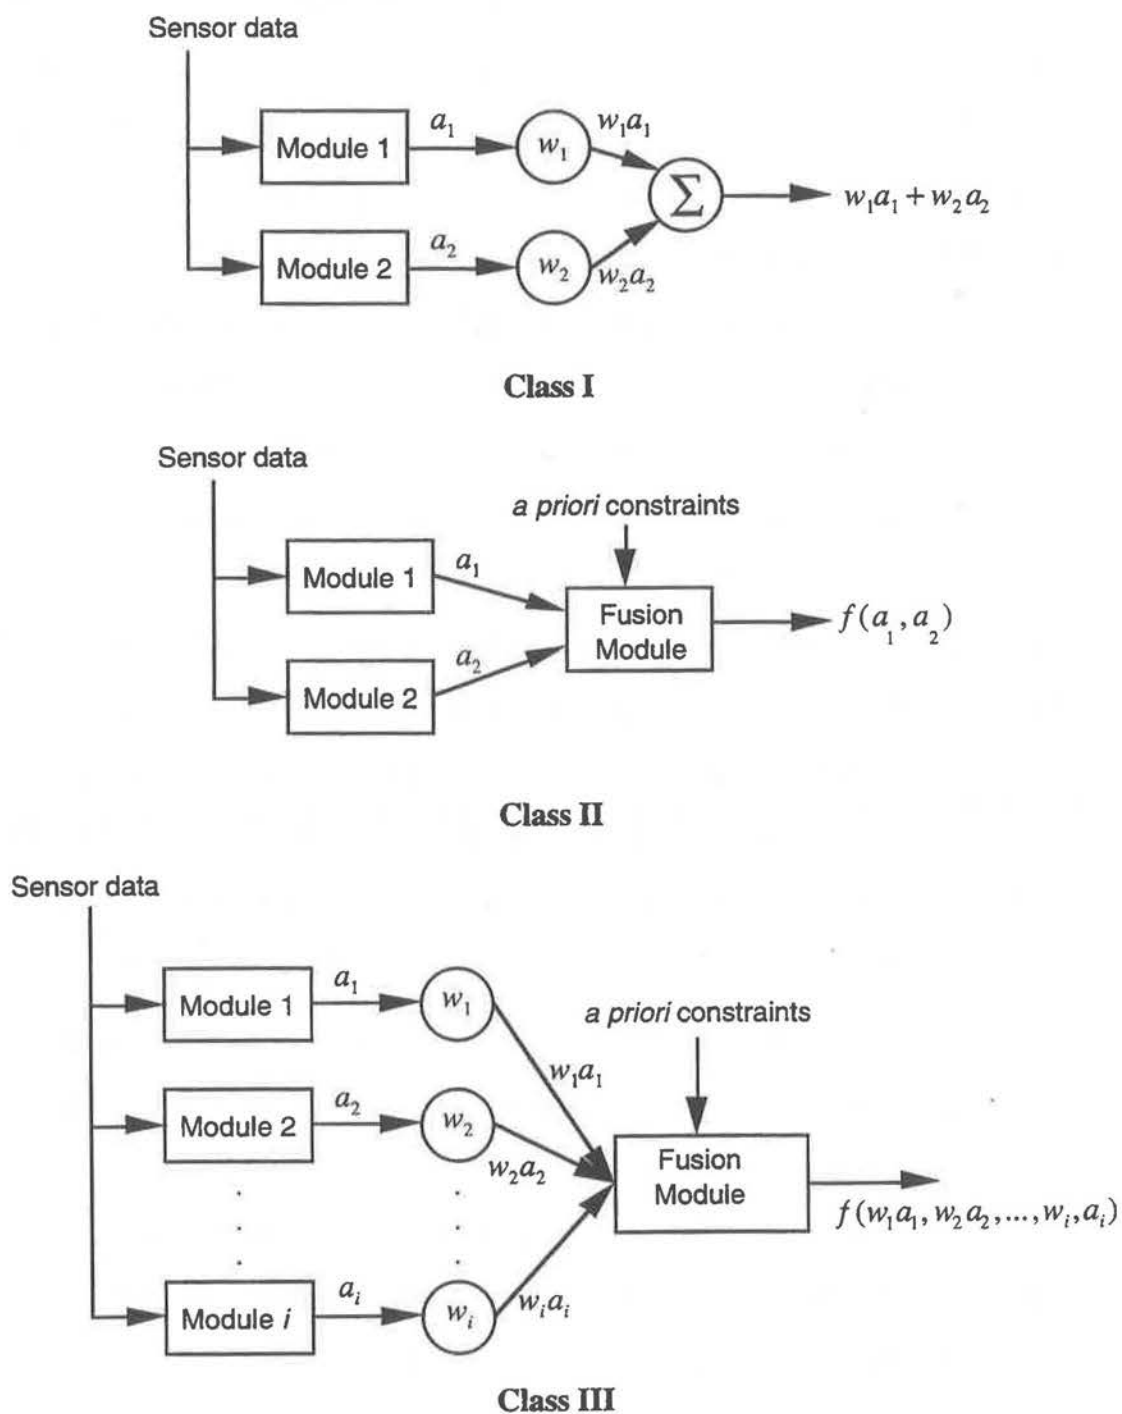 Sensor data
Module 1
a₁
w₁
w₁a₁
Σ
w₁a₁ + w₂a₂
Module 2
a₂
w₂
w₂a₂
Class I
Sensor data
a priori constraints
Module 1
a₁
Fusion
Module
f(a₁, a₂)
Module 2
a₂
Class II
Sensor data
Module 1
a₁
w₁
a priori constraints
w₁a₁
Module 2
a₂
w₂
w₂a₂
Fusion
Module
f(w₁a₁, w₂a₂,..., wᵢ, aᵢ)
Module i
aᵢ
wᵢ
wᵢaᵢ
Class III